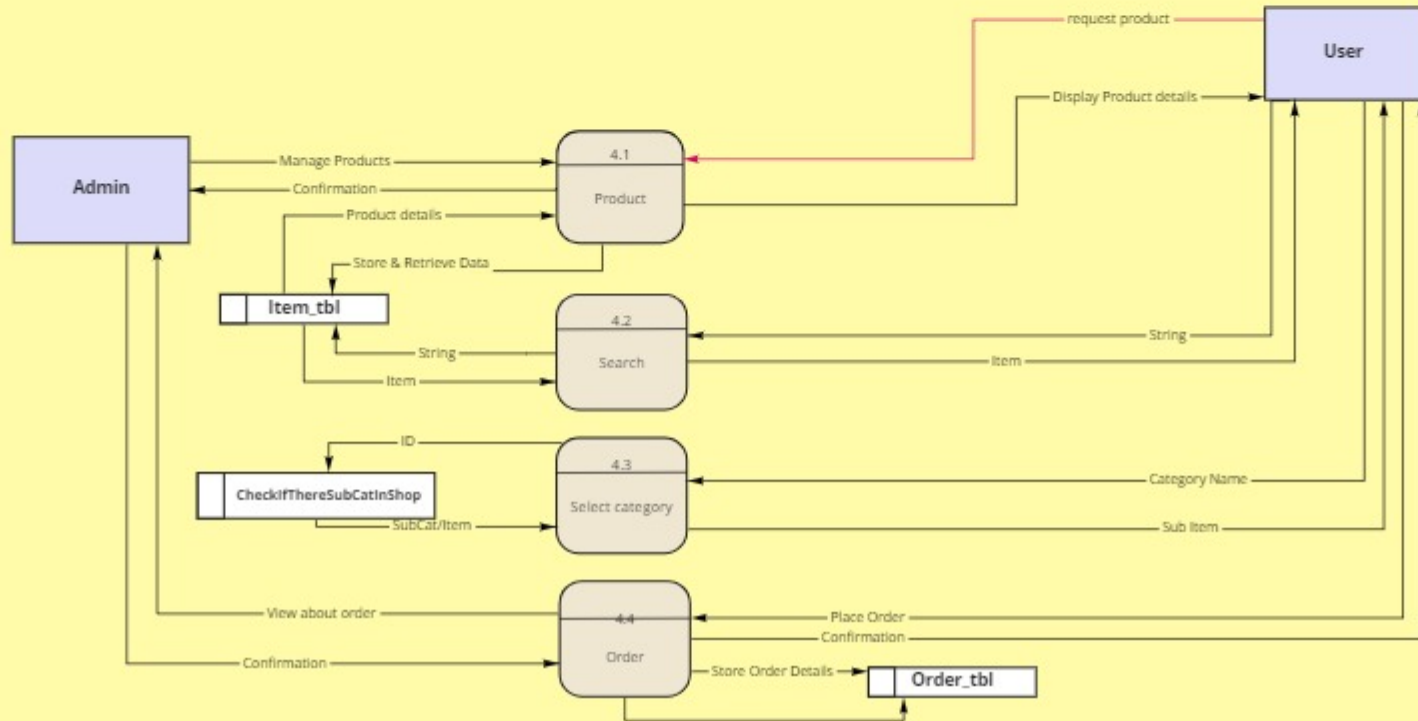 request product
User
Display Product details
Admin
Manage Products
4.1
Confirmation
Product
Product details
Store & Retrieve Data
Item_tbl
4.2
String
String
Search
Item
Item
ID
4.3
CheckIfThereSubCatInShop
Category Name
Select category
SubCat/Item
Sub Item
View about order
4.4
Place Order
Confirmation
Order
Confirmation
Store Order Details
Order_tbl